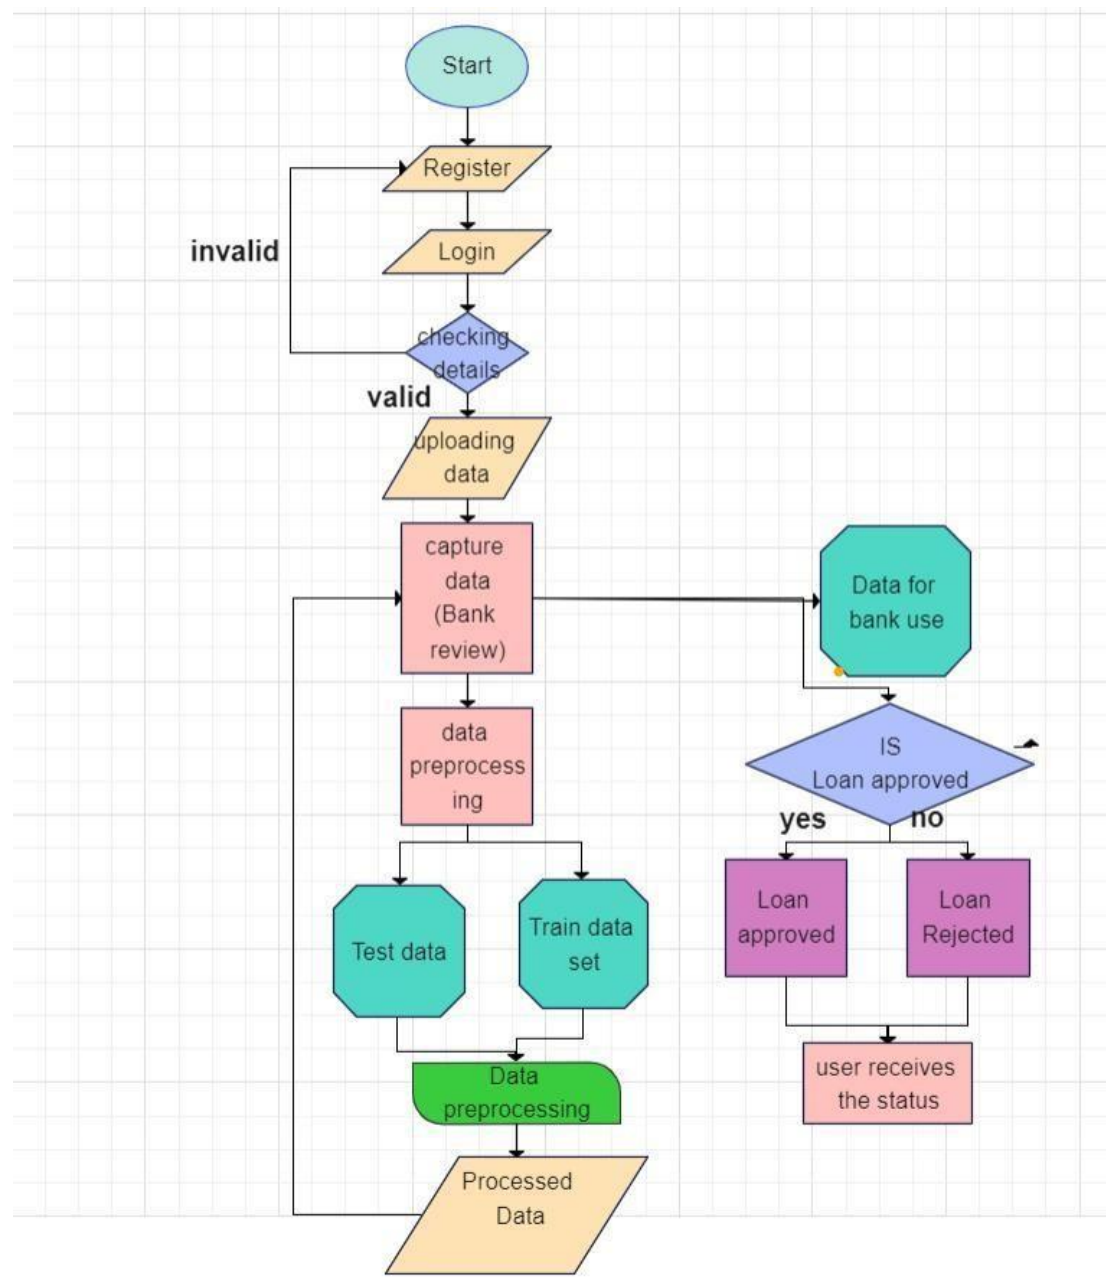 Start
Register
invalid
Login
checking
details
valid
uploading
data
capture
data
(Bank
review)
Data for
bank use
data
preprocess
ing
IS
Loan approved
yes
no
Test data
Train data
set
Loan
approved
Loan
Rejected
Data
preprocessing
user receives
the status
Processed
Data